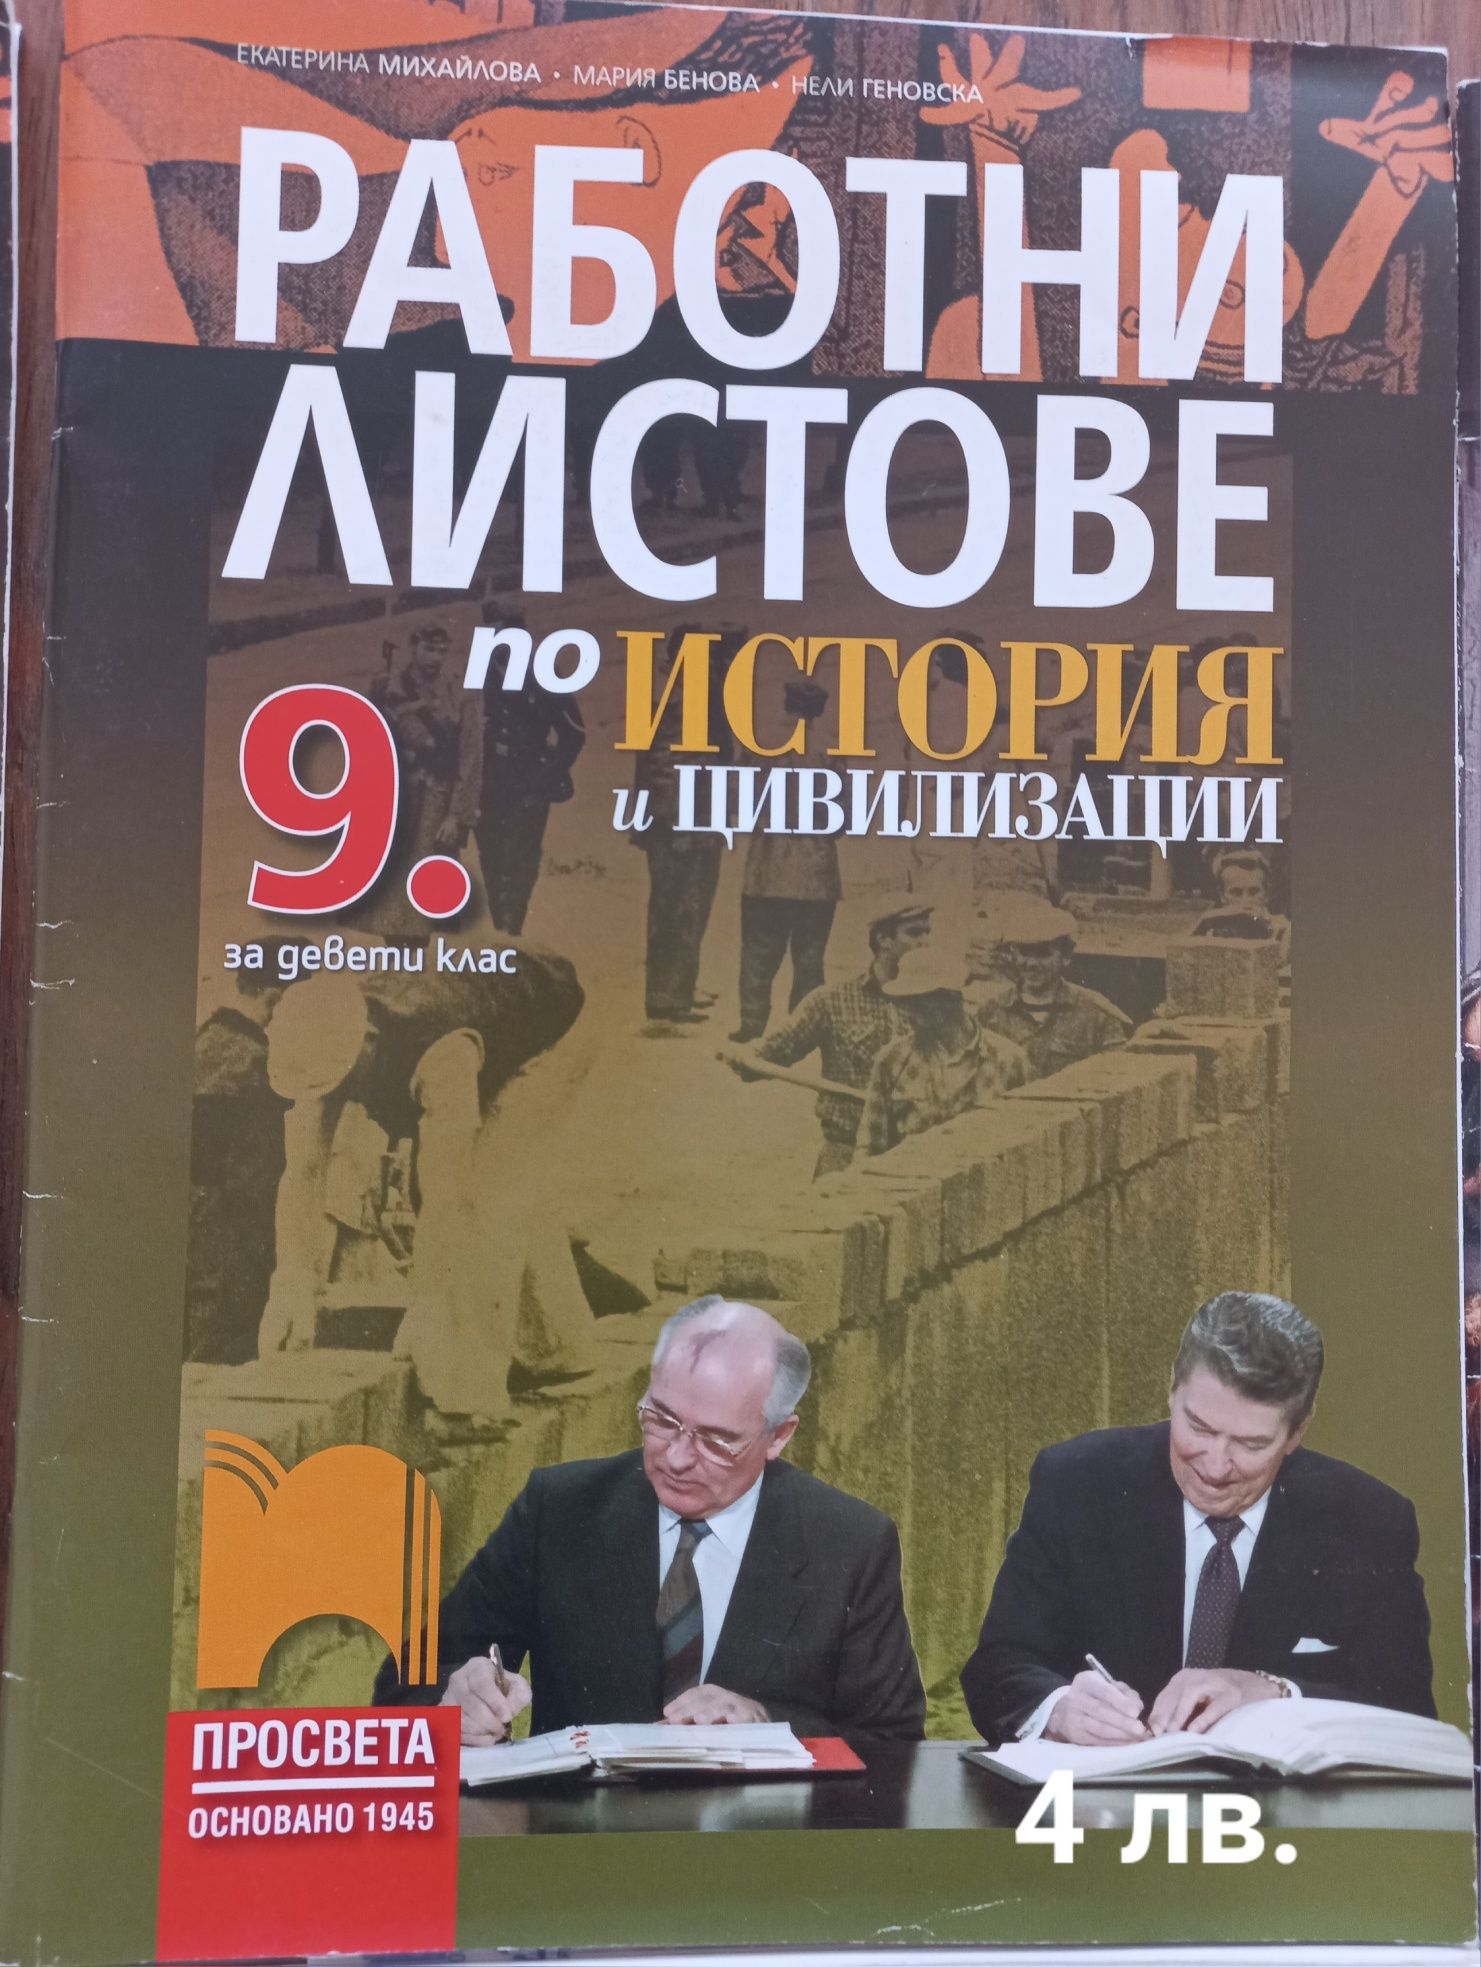 ЕКАТЕРИНА МИХАЙЛОВА • МАРИЯ БЕНОВА • НЕЛИ ГЕНОВСКА
РАБОТНИ
ЛИСТОВЕ
по ИСТОРИЯ
и ЦИВИЛИЗАЦИИ
9.
за девети клас
ПРОСВЕТА
ОСНОВАНО 1945
4 лв.